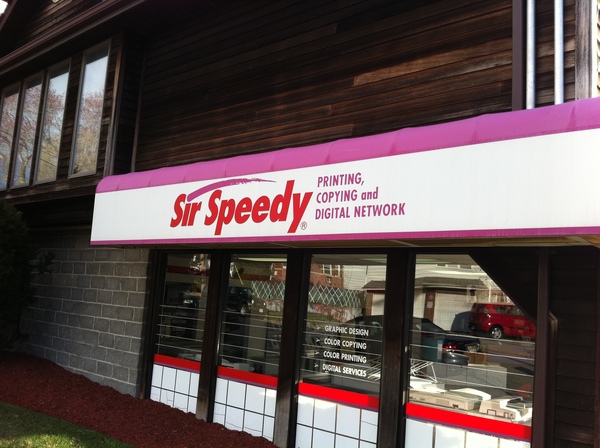 Sir Speedy®
PRINTING,
COPYING and
DIGITAL NETWORK
GRAPHIC DESIGN
COLOR COPYING
COLOR PRINTING
DIGITAL SERVICES